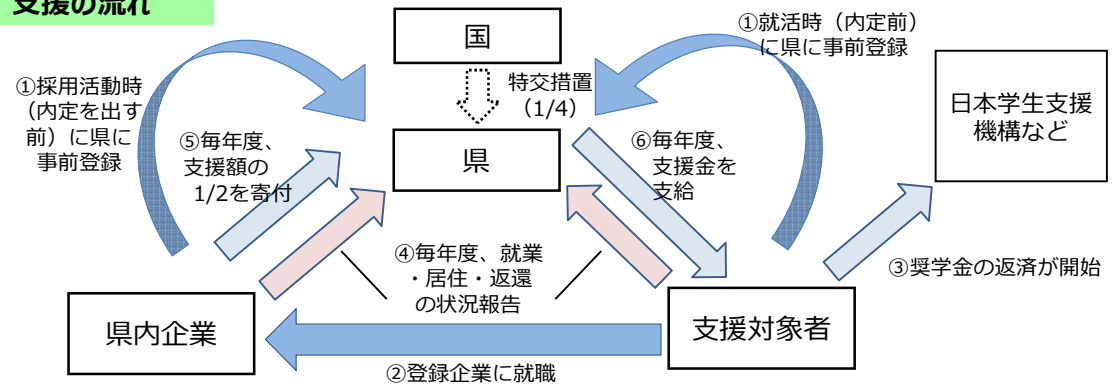 支援の流れ
国
特交措置
(1/4)
①就活時（内定前）
に県に事前登録
日本学生支援
機構など
①採用活動時
（内定を出す
前）に県に
事前登録
⑤毎年度、
支援額の
1/2を寄付
県
⑥毎年度、
支援金を
支給
④毎年度、就業
・居住・返還
の状況報告
③奨学金の返済が開始
県内企業
支援対象者
②登録企業に就職